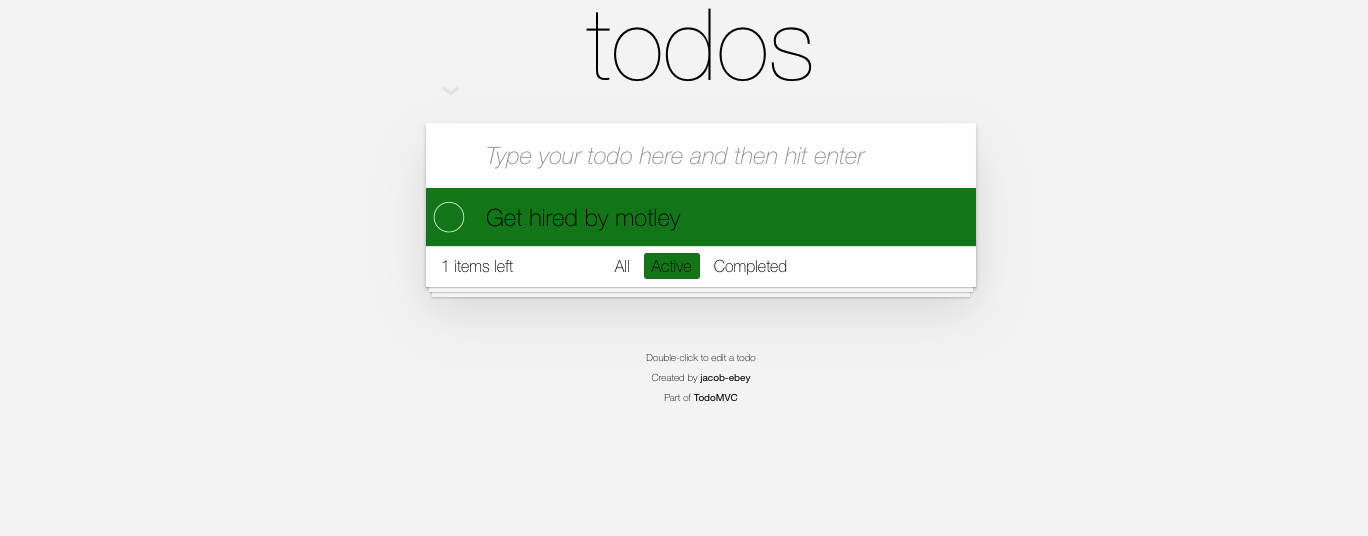 todos
Type your todo here and then hit enter
Get hired by motley
1 items left All Active Completed
Double-click to edit a todo
Created by jacob-ebey
Part of TodoMVC